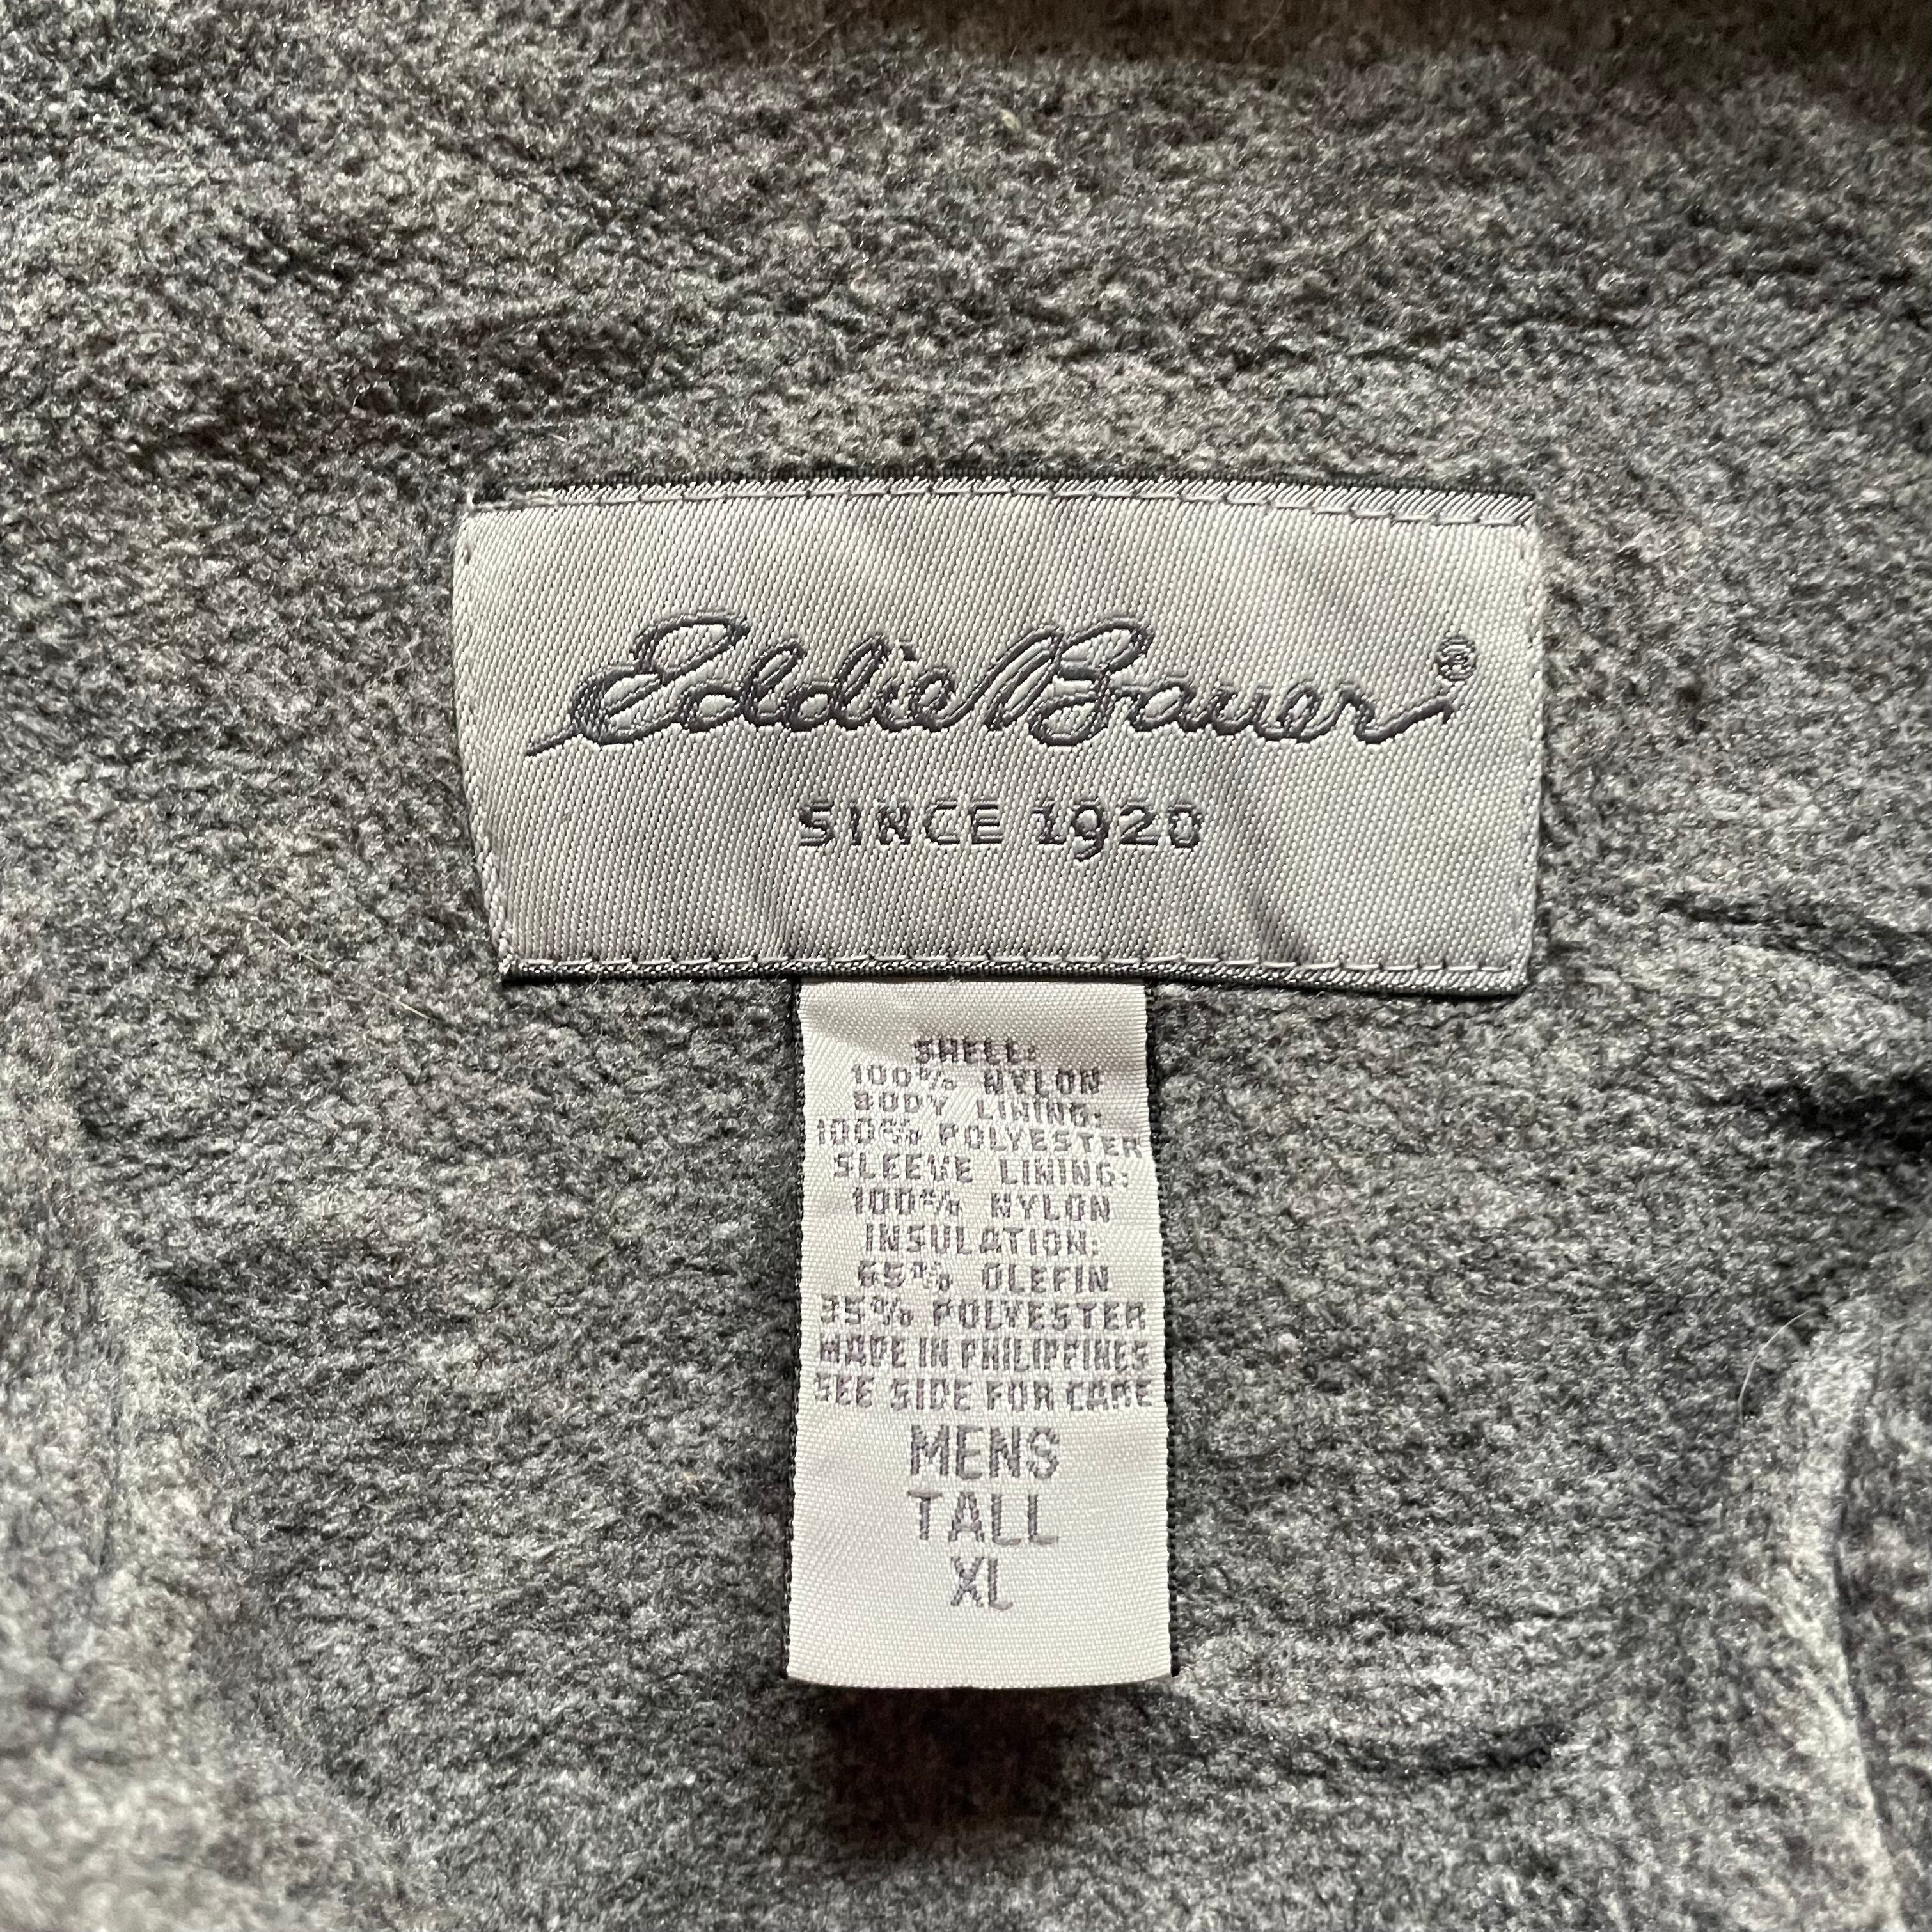 Eddie Bauer®
SINCE 1920
SHELL:
100% NYLON
BODY LINING:
100% POLYESTER
SLEEVE LINING:
100% NYLON
INSULATION:
65% OLEFIN
35% POLYESTER
MADE IN PHILIPPINES
SEE SIDE FOR CARE
MENS
TALL
XL